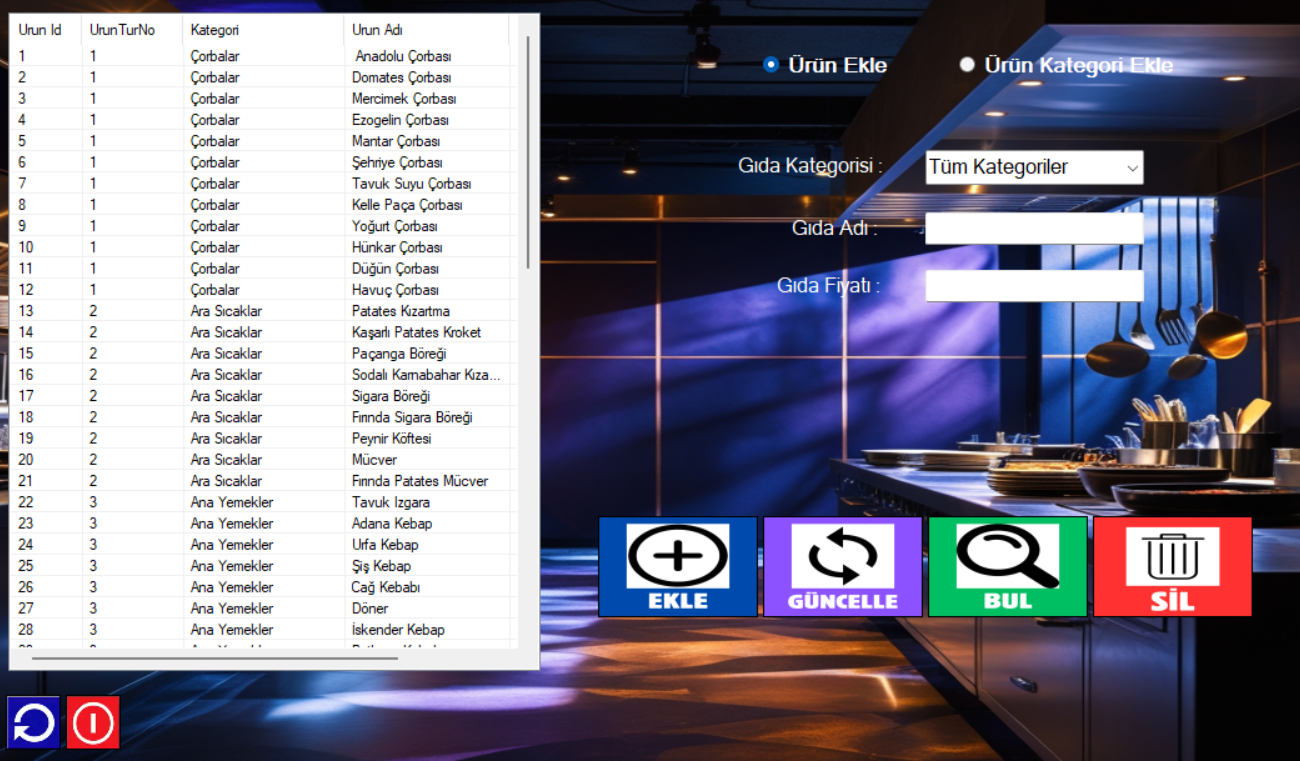 Urun Id UrunTurNo Kategori Urun Adı
1 1 Çorbalar Anadolu Çorbası
2 1 Çorbalar Domates Çorbası
3 1 Çorbalar Mercimek Çorbası
4 1 Çorbalar Ezogelin Çorbası
5 1 Çorbalar Mantar Çorbası
6 1 Çorbalar Şehriye Çorbası
7 1 Çorbalar Tavuk Suyu Çorbası
8 1 Çorbalar Kelle Paça Çorbası
9 1 Çorbalar Yoğurt Çorbası
10 1 Çorbalar Hünkar Çorbası
11 1 Çorbalar Düğün Çorbası
12 1 Çorbalar Havuç Çorbası
13 2 Ara Sıcaklar Patates Kızartma
14 2 Ara Sıcaklar Kaşarlı Patates Kroket
15 2 Ara Sıcaklar Paçanga Böreği
16 2 Ara Sıcaklar Sodalı Karnabahar Kıza...
17 2 Ara Sıcaklar Sigara Böreği
18 2 Ara Sıcaklar Fırında Sigara Böreği
19 2 Ara Sıcaklar Peynir Köftesi
20 2 Ara Sıcaklar Mücver
21 2 Ara Sıcaklar Fırında Patates Mücver
22 3 Ana Yemekler Tavuk Izgara
23 3 Ana Yemekler Adana Kebap
24 3 Ana Yemekler Urfa Kebap
25 3 Ana Yemekler Şiş Kebap
26 3 Ana Yemekler Cağ Kebabı
27 3 Ana Yemekler Döner
28 3 Ana Yemekler İskender Kebap
Ürün Ekle Ürün Kategori Ekle
Gıda Kategorisi : Tüm Kategoriler
Gıda Adı :
Gıda Fiyatı :
EKLE GÜNCELLE BUL SİL